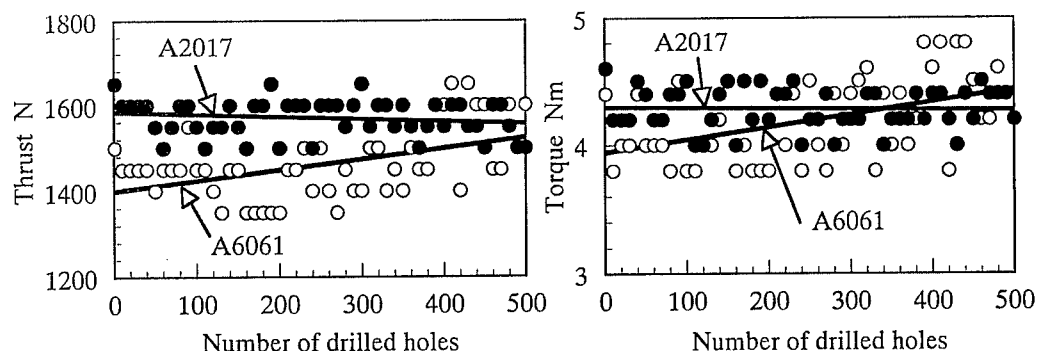 1800
1600
1400
1200
Thrust N
A2017
A6061
0 100 200 300 400 500
Number of drilled holes
5
4
3
Torque Nm
A2017
A6061
0 100 200 300 400 500
Number of drilled holes